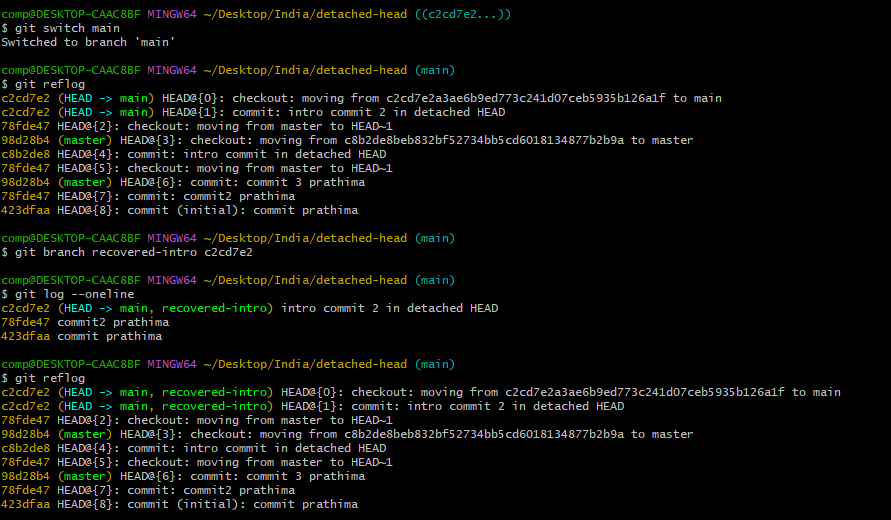 comp@DESKTOP-CAAC8BF MINGW64 ~/Desktop/India/detached-head ((c2cd7e2...))
$ git switch main
Switched to branch 'main'
comp@DESKTOP-CAAC8BF MINGW64 ~/Desktop/India/detached-head (main)
$ git reflog
c2cd7e2 (HEAD -> main) HEAD@{0}: checkout: moving from c2cd7e2a3ae6b9ed773c241d07ceb5935b126a1f to main
c2cd7e2 (HEAD -> main) HEAD@{1}: commit: intro commit 2 in detached HEAD
78fde47 HEAD@{2}: checkout: moving from master to HEAD~1
98d28b4 (master) HEAD@{3}: checkout: moving from c8b2de8beb832bf52734bb5cd6018134877b2b9a to master
c8b2de8 HEAD@{4}: commit: intro commit in detached HEAD
78fde47 HEAD@{5}: checkout: moving from master to HEAD~1
98d28b4 (master) HEAD@{6}: commit: commit 3 prathima
78fde47 HEAD@{7}: commit: commit2 prathima
423dfaa HEAD@{8}: commit (initial): commit prathima
comp@DESKTOP-CAAC8BF MINGW64 ~/Desktop/India/detached-head (main)
$ git branch recovered-intro c2cd7e2
comp@DESKTOP-CAAC8BF MINGW64 ~/Desktop/India/detached-head (main)
$ git log --oneline
c2cd7e2 (HEAD -> main, recovered-intro) intro commit 2 in detached HEAD
78fde47 commit2 prathima
423dfaa commit prathima
comp@DESKTOP-CAAC8BF MINGW64 ~/Desktop/India/detached-head (main)
$ git reflog
c2cd7e2 (HEAD -> main, recovered-intro) HEAD@{0}: checkout: moving from c2cd7e2a3ae6b9ed773c241d07ceb5935b126a1f to main
c2cd7e2 (HEAD -> main, recovered-intro) HEAD@{1}: commit: intro commit 2 in detached HEAD
78fde47 HEAD@{2}: checkout: moving from master to HEAD~1
98d28b4 (master) HEAD@{3}: checkout: moving from c8b2de8beb832bf52734bb5cd6018134877b2b9a to master
c8b2de8 HEAD@{4}: commit: intro commit in detached HEAD
78fde47 HEAD@{5}: checkout: moving from master to HEAD~1
98d28b4 (master) HEAD@{6}: commit: commit 3 prathima
78fde47 HEAD@{7}: commit: commit2 prathima
423dfaa HEAD@{8}: commit (initial): commit prathima